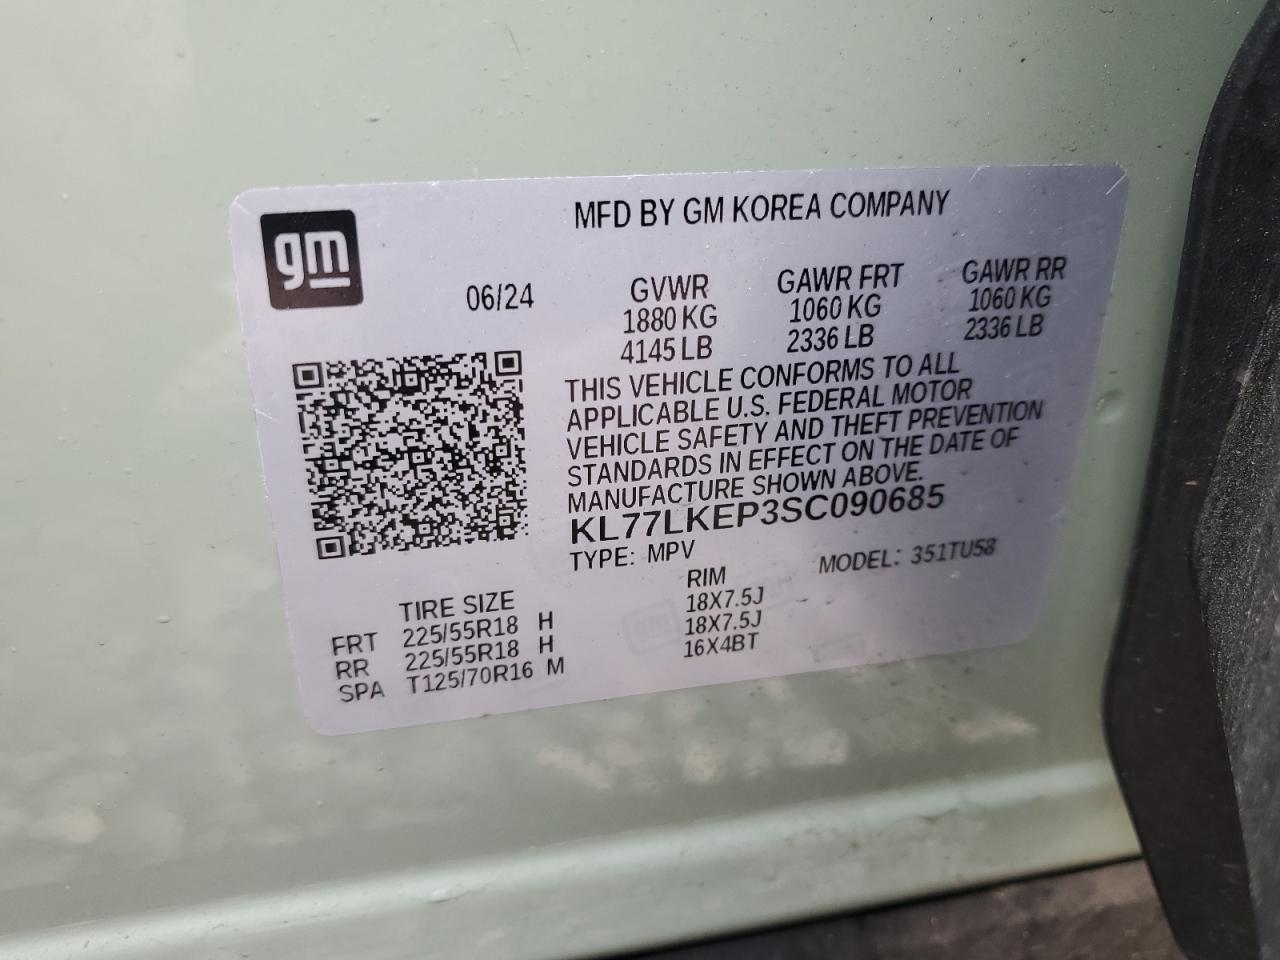 gm
MFD BY GM KOREA COMPANY
06/24
GVWR
1880 KG
4145 LB
GAWR FRT
1060 KG
2336 LB
GAWR RR
1060 KG
2336 LB
THIS VEHICLE CONFORMS TO ALL
APPLICABLE U.S. FEDERAL MOTOR
VEHICLE SAFETY AND THEFT PREVENTION
STANDARDS IN EFFECT ON THE DATE OF
MANUFACTURE SHOWN ABOVE.
KL77LKEP3SC090685
TYPE: MPV
MODEL: 351TU58
TIRE SIZE RIM
FRT 225/55R18 H 18X7.5J
RR 225/55R18 H 18X7.5J
SPA T125/70R16 M 16X4BT